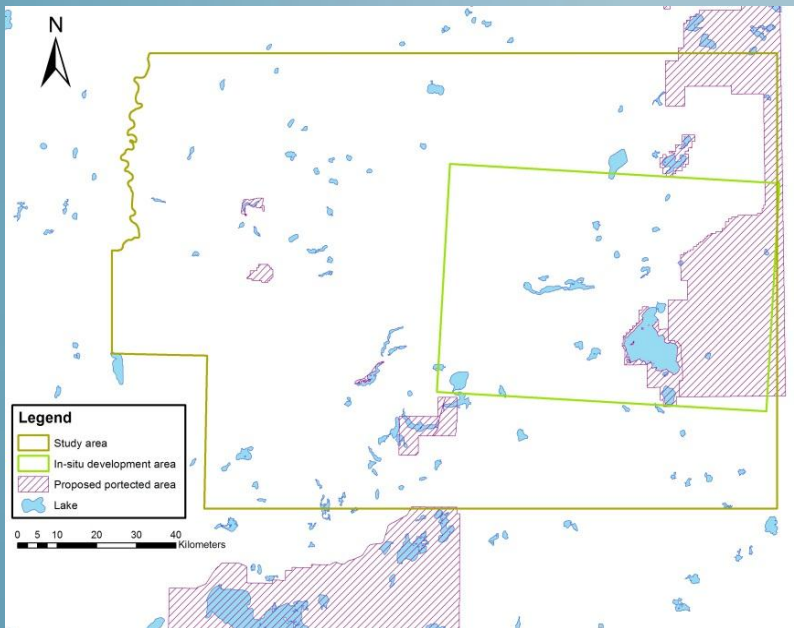 N
Legend
Study area
In-situ development area
Proposed portected area
Lake
0 5 10 20 30 40
Kilometers